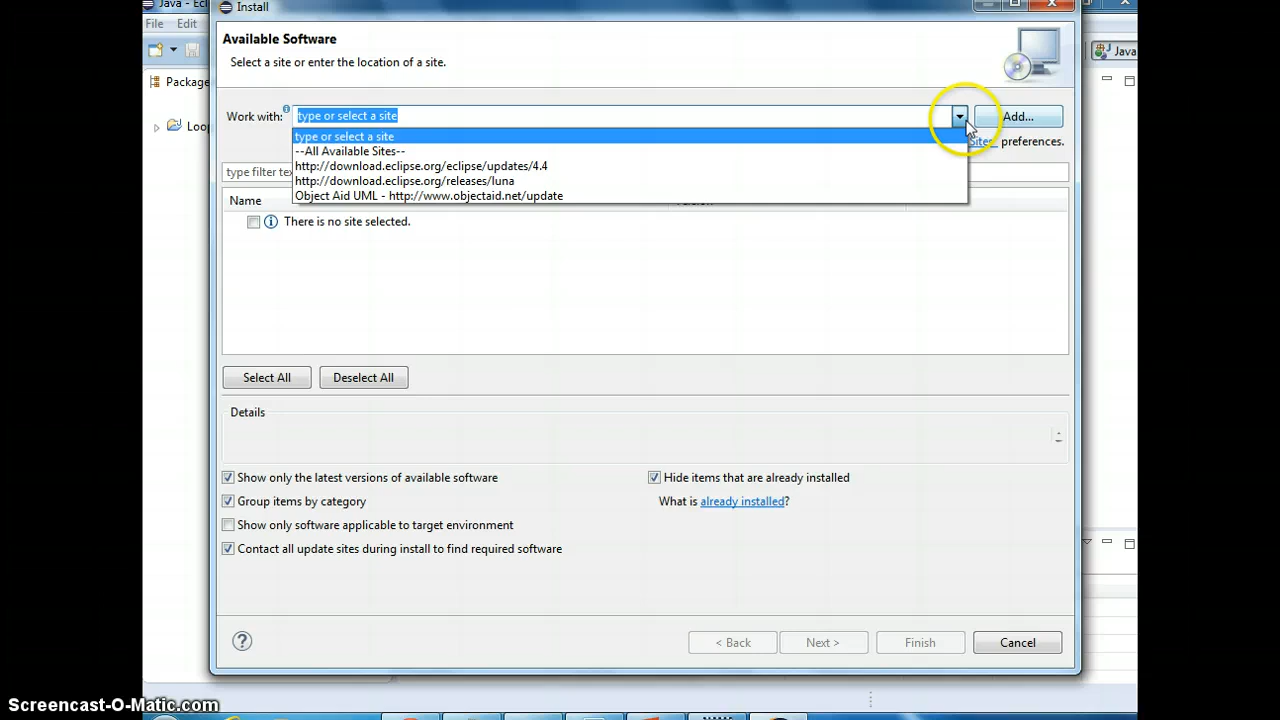 Java - Ecl
Install
File Edit
Available Software
Select a site or enter the location of a site.
Java
Package
Work with:
type or select a site
Add...
type or select a site
Loo
Sites preferences.
--All Available Sites--
http://download.eclipse.org/eclipse/updates/4.4
type filter tex
http://download.eclipse.org/releases/luna
Object Aid UML - http://www.objectaid.net/update
Name
There is no site selected.
Select All
Deselect All
Details
Show only the latest versions of available software
Hide items that are already installed
Group items by category
What is already installed?
Show only software applicable to target environment
Contact all update sites during install to find required software
< Back
Next >
Finish
Cancel
Screencast-O-Matic.com